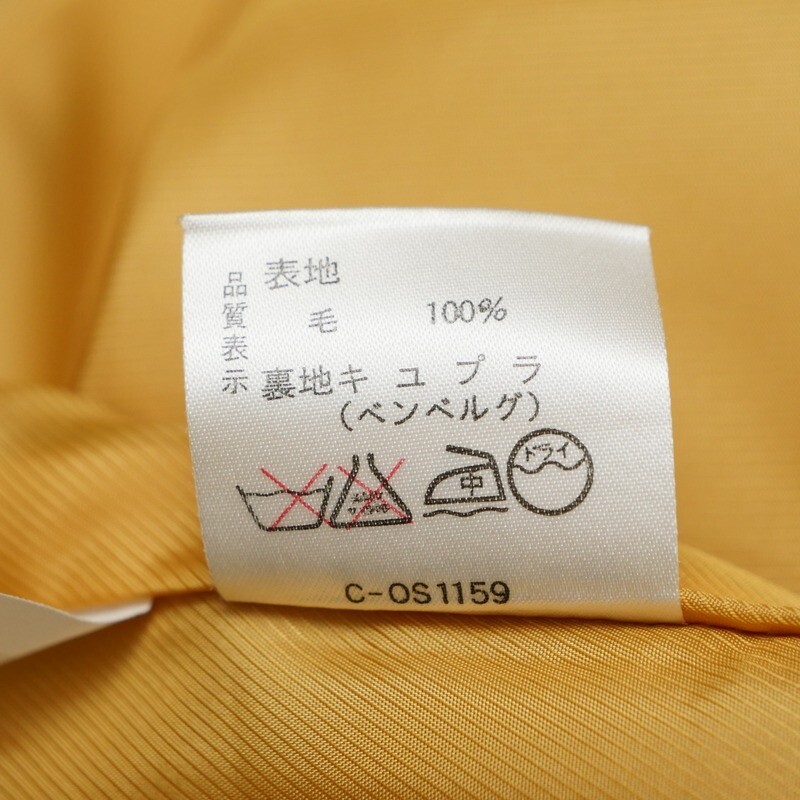 品質表示
表地
毛 100%
裏地キュプラ
(ベンベルグ)
中
ドライ
C-OS1159